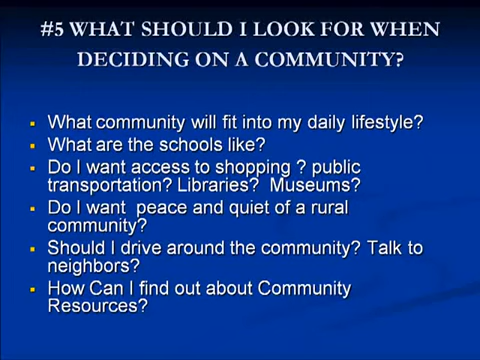 #5 WHAT SHOULD I LOOK FOR WHEN
DECIDING ON A COMMUNITY?
What community will fit into my daily lifestyle?
What are the schools like?
Do I want access to shopping ? public
transportation? Libraries? Museums?
Do I want peace and quiet of a rural
community?
Should I drive around the community? Talk to
neighbors?
How Can I find out about Community
Resources?